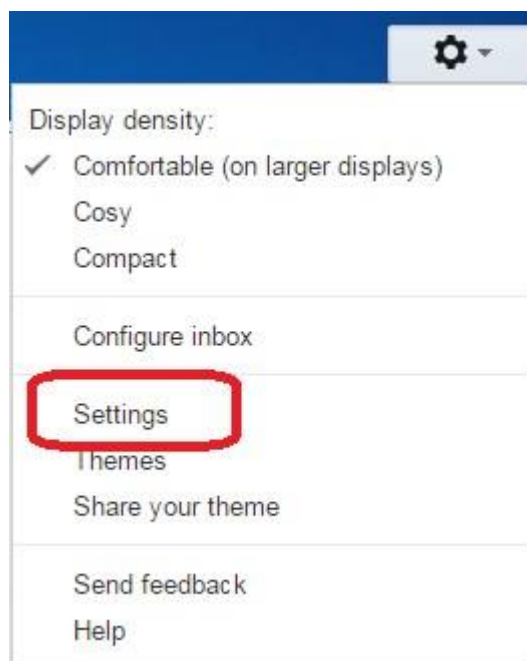 Display density:
Comfortable (on larger displays)
Cosy
Compact
Configure inbox
Settings
Themes
Share your theme
Send feedback
Help